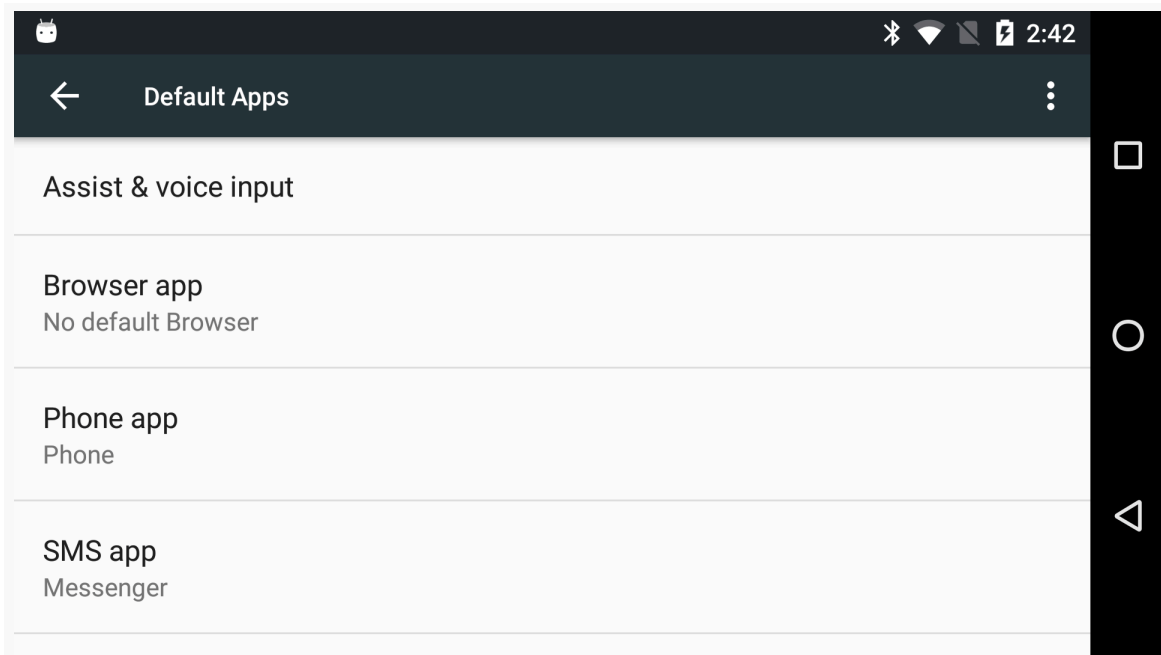 2:42
Default Apps
Assist & voice input
Browser app
No default Browser
Phone app
Phone
SMS app
Messenger